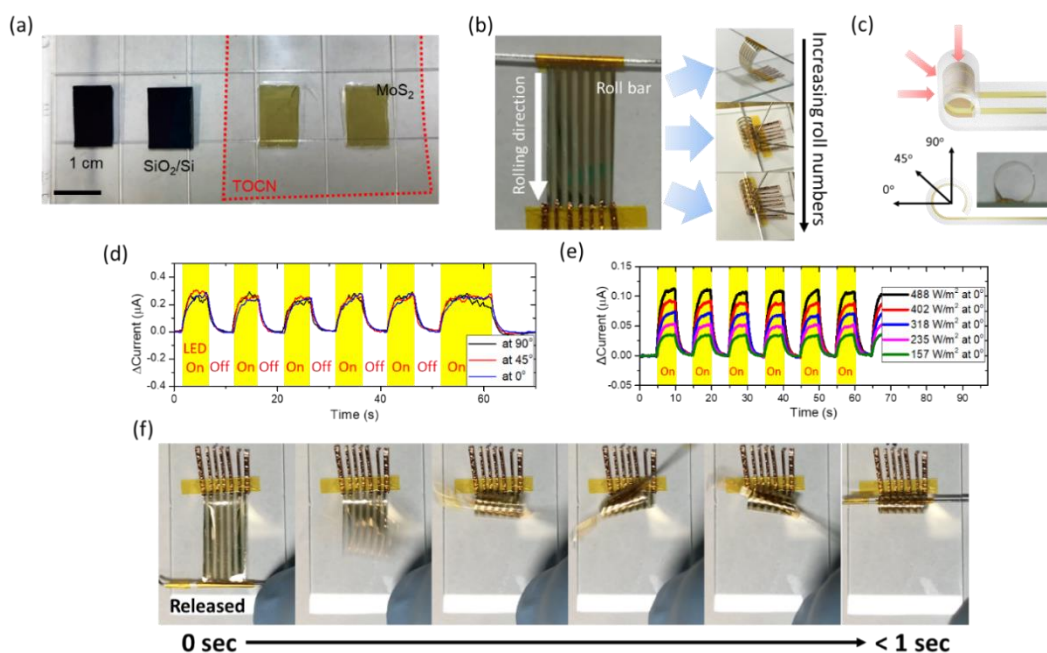 (a)
MoS₂
1 cm
SiO₂/Si
TOCN
(b)
Roll bar
Rolling direction
Increasing roll numbers
(c)
90°
45°
0°
(d)
ΔCurrent (μA)
0.4
0.2
0.0
-0.2
-0.4
LED
On Off On Off On Off On Off On Off On
at 90°
at 45°
at 0°
0 20 40 60
Time (s)
(e)
ΔCurrent (μA)
0.15
0.10
0.05
0.00
-0.05
488 W/m² at 0°
402 W/m² at 0°
318 W/m² at 0°
235 W/m² at 0°
157 W/m² at 0°
On On On On On On
0 10 20 30 40 50 60 70 80 90
Time (s)
(f)
Released
0 sec < 1 sec